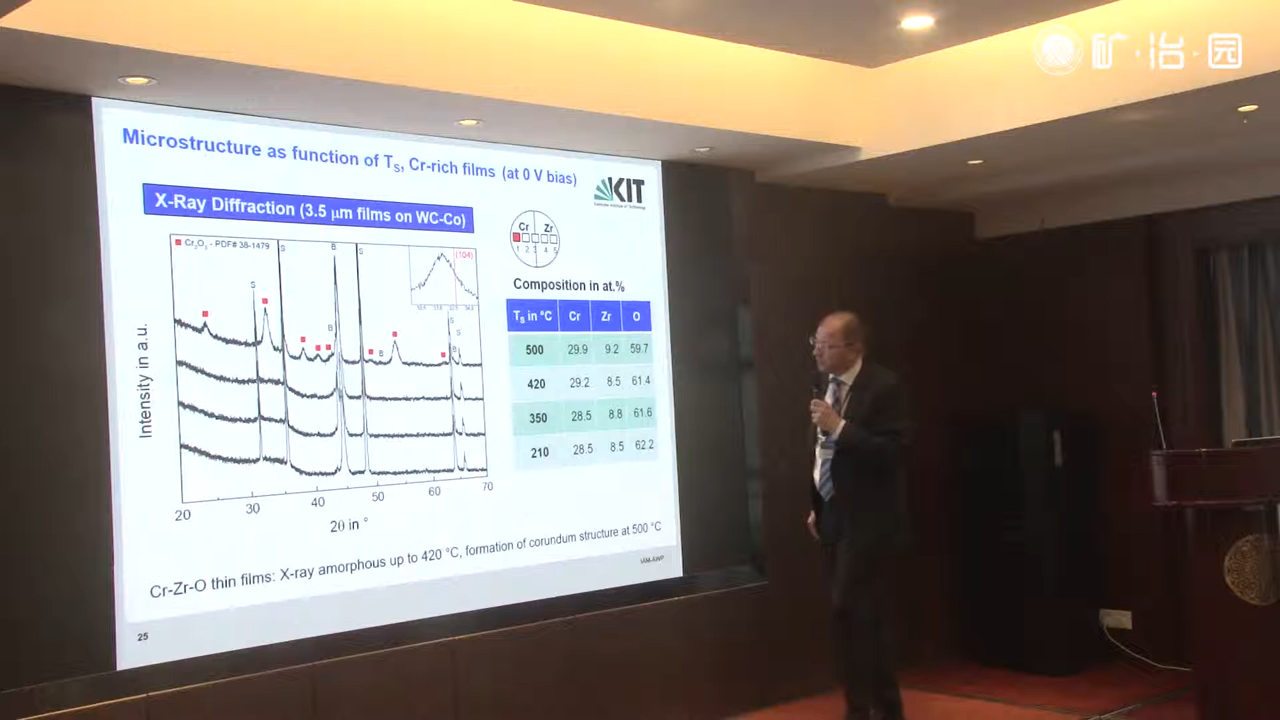 矿·冶·园
Microstructure as function of TS, Cr-rich films (at 0 V bias)
KIT
X-Ray Diffraction (3.5 µm films on WC-Co)
Cr2O3 - PDF# 38-1479
S
B
S
(104)
S
B
B
S
S
B
Intensity in a.u.
20 30 40 50 60 70
2θ in °
Cr Zr
1 2 3 4 5
Composition in at.%
TS in °C Cr Zr O
500 29.9 9.2 59.7
420 29.2 8.5 61.4
350 28.5 8.8 61.6
210 28.5 8.5 62.2
Cr-Zr-O thin films: X-ray amorphous up to 420 °C, formation of corundum structure at 500 °C
IAM-AWP
25